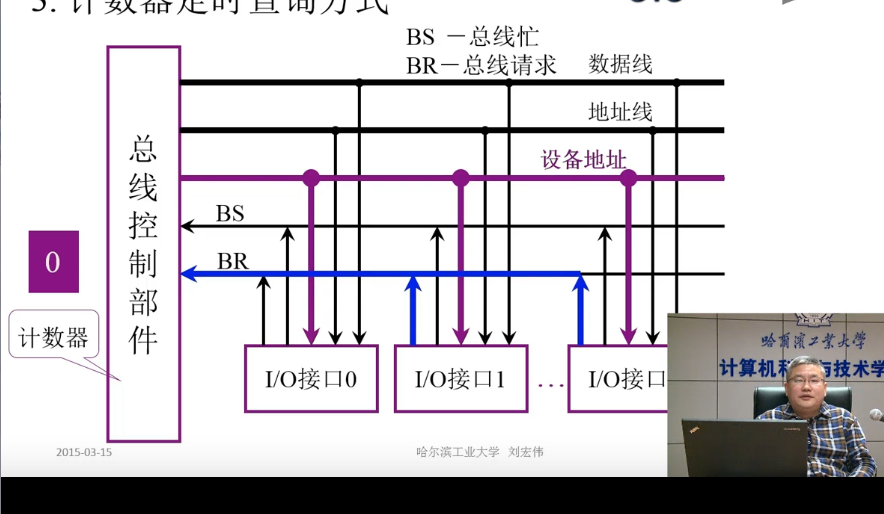 3. 计数器定时查询方式
BS －总线忙
BR－总线请求
数据线
地址线
设备地址
BS
BR
总线控制部件
0
计数器
I/O接口0
I/O接口1
…
I/O接口
哈尔滨工业大学
计算机科 与技术学
2015-03-15
哈尔滨工业大学 刘宏伟